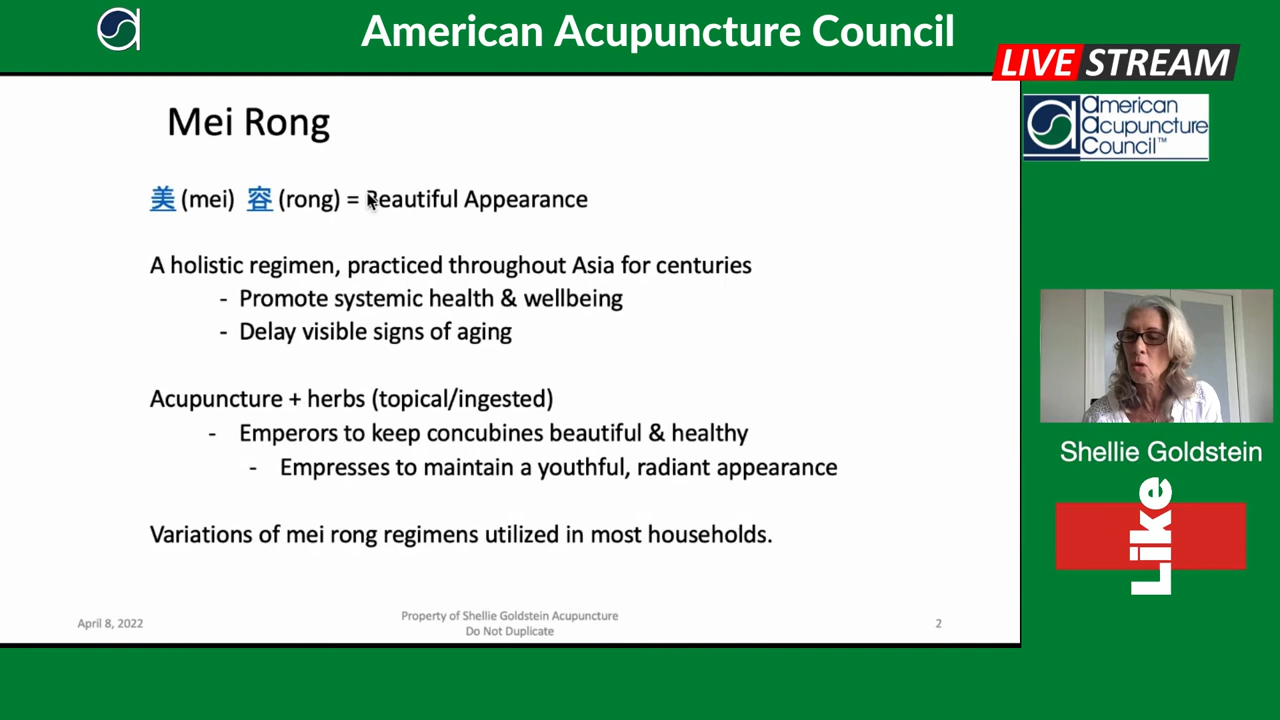 American Acupuncture Council
LIVE STREAM
american
acupuncture
Council™
Mei Rong
美 (mei) 容 (rong) = Beautiful Appearance
A holistic regimen, practiced throughout Asia for centuries
- Promote systemic health & wellbeing
- Delay visible signs of aging
Acupuncture + herbs (topical/ingested)
- Emperors to keep concubines beautiful & healthy
- Empresses to maintain a youthful, radiant appearance
Variations of mei rong regimens utilized in most households.
April 8, 2022
Property of Shellie Goldstein Acupuncture
Do Not Duplicate
2
Shellie Goldstein
Like